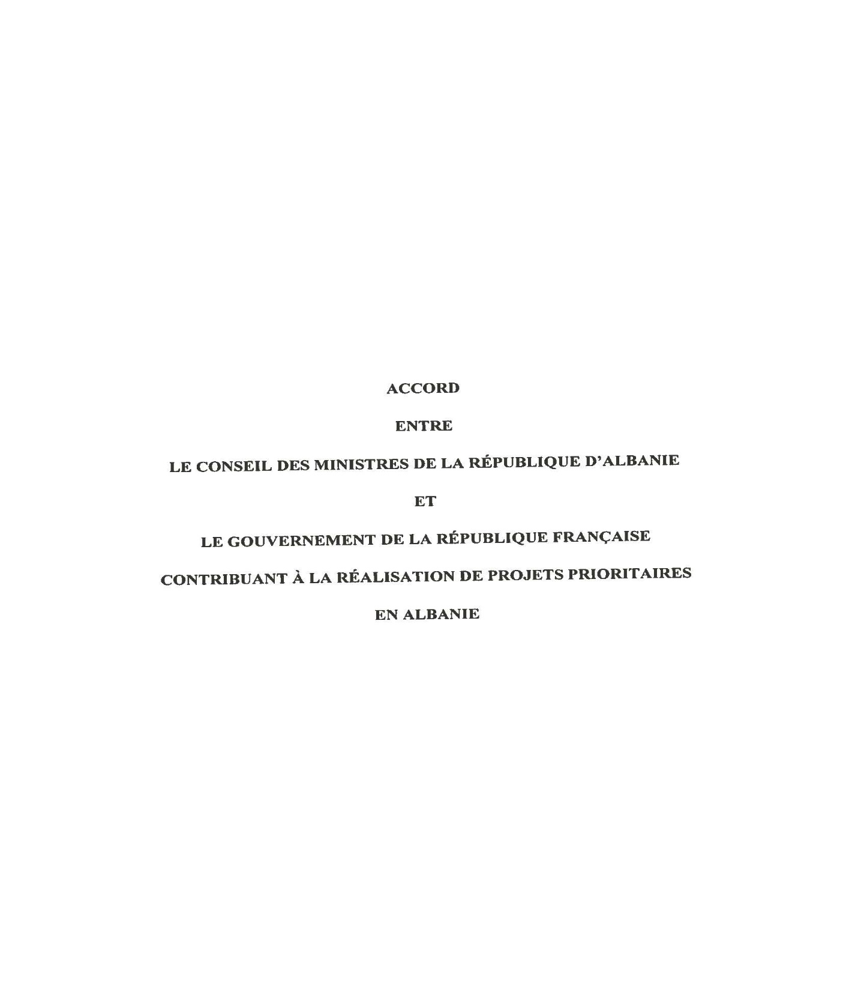 ACCORD
ENTRE
LE CONSEIL DES MINISTRES DE LA RÉPUBLIQUE D'ALBANIE
ET
LE GOUVERNEMENT DE LA RÉPUBLIQUE FRANÇAISE
CONTRIBUANT À LA RÉALISATION DE PROJETS PRIORITAIRES
EN ALBANIE